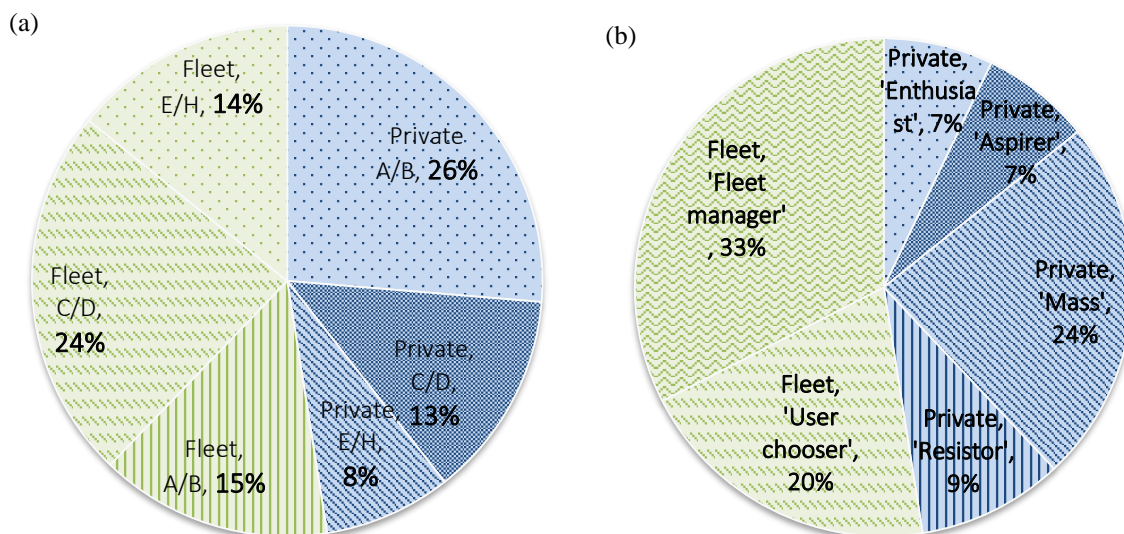 (a)
Fleet,
E/H, 14%
Private
A/B, 26%
Fleet,
C/D,
24%
Private,
C/D,
13%
Private,
E/H,
8%
Fleet,
A/B, 15%
(b)
Private,
'Enthusia
st', 7%
Private,
'Aspirer',
7%
Fleet,
'Fleet
manager'
, 33%
Private,
'Mass',
24%
Fleet,
'User
chooser',
20%
Private,
'Resistor',
9%